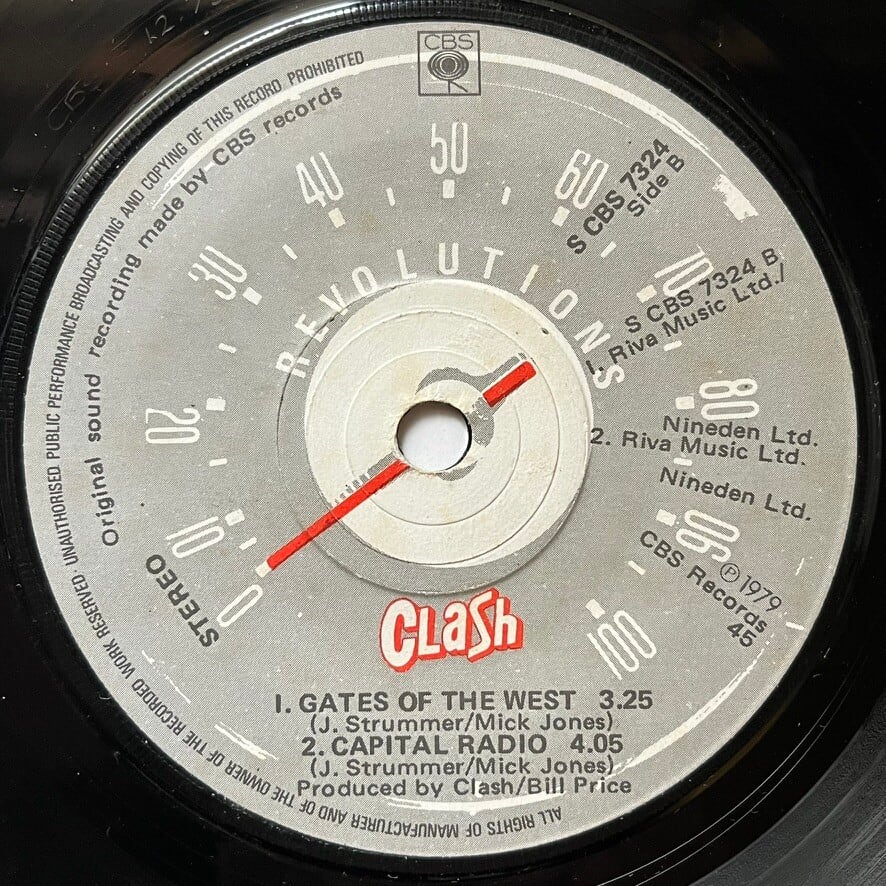 CBS
ALL RIGHTS OF MANUFACTURER AND OF THE OWNER OF THE RECORDED WORK RESERVED. UNAUTHORISED PUBLIC PERFORMANCE BROADCASTING AND COPYING OF THIS RECORD PROHIBITED
Original sound recording made by CBS records
STEREO
0
10
20
30
40
50
60
70
80
90
100
REVOLUTIONS
S CBS 7324
Side B
S CBS 7324 B
1. Riva Music Ltd./
Nineden Ltd.
2. Riva Music Ltd.
Nineden Ltd.
℗ 1979
CBS Records
45
CLaSh
1. GATES OF THE WEST 3.25
(J. Strummer/Mick Jones)
2. CAPITAL RADIO 4.05
(J. Strummer/Mick Jones)
Produced by Clash/Bill Price